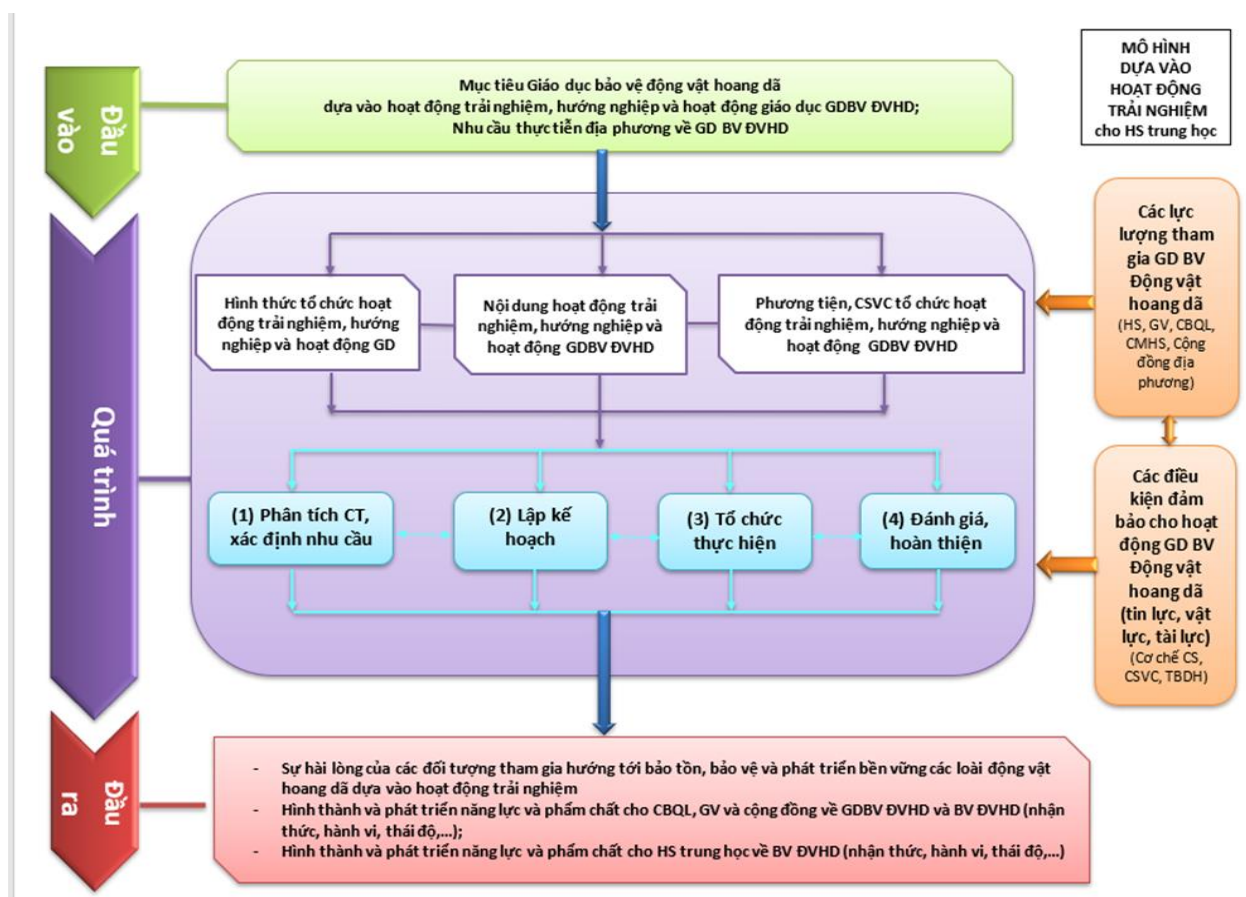 MÔ HÌNH
DỰA VÀO
HOẠT ĐỘNG
TRẢI NGHIỆM
cho HS trung học
Đầu
vào
Mục tiêu Giáo dục bảo vệ động vật hoang dã
dựa vào hoạt động trải nghiệm, hướng nghiệp và hoạt động giáo dục GDBV ĐVHD;
Nhu cầu thực tiễn địa phương về GD BV ĐVHD
Quá trình
Hình thức tổ chức hoạt
động trải nghiệm, hướng
nghiệp và hoạt động GD
Nội dung hoạt động trải
nghiệm, hướng nghiệp và
hoạt động GDBV ĐVHD
Phương tiện, CSVC tổ chức hoạt
động trải nghiệm, hướng nghiệp và
hoạt động GDBV ĐVHD
(1) Phân tích CT,
xác định nhu cầu
(2) Lập kế
hoạch
(3) Tổ chức
thực hiện
(4) Đánh giá,
hoàn thiện
Các lực
lượng tham
gia GD BV
Động vật
hoang dã
(HS, GV, CBQL,
CMHS, Cộng
đồng địa
phương)
Các điều
kiện đảm
bảo cho hoạt
động GD BV
Động vật
hoang dã
(tin lực, vật
lực, tài lực)
(Cơ chế CS,
CSVC, TBDH)
Đầu
ra
- Sự hài lòng của các đối tượng tham gia hướng tới bảo tồn, bảo vệ và phát triển bền vững các loài động vật
hoang dã dựa vào hoạt động trải nghiệm
- Hình thành và phát triển năng lực và phẩm chất cho CBQL, GV và cộng đồng về GDBV ĐVHD và BV ĐVHD (nhận
thức, hành vi, thái độ,...);
- Hình thành và phát triển năng lực và phẩm chất cho HS trung học về BV ĐVHD (nhận thức, hành vi, thái độ,...)